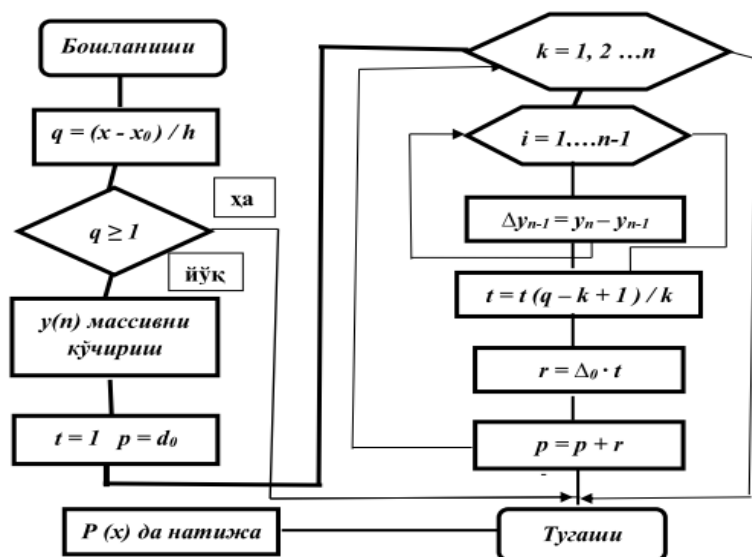 Бошланиши
q = (x - x₀) / h
q ≥ 1
ҳа
йўқ
y(n) массивни
кўчириш
t = 1 p = d₀
k = 1, 2 …n
i = 1….n-1
Δyₙ₋₁ = yₙ – yₙ₋₁
t = t (q – k + 1) / k
r = Δ₀ · t
p = p + r
P (x) да натижа
Тугаши